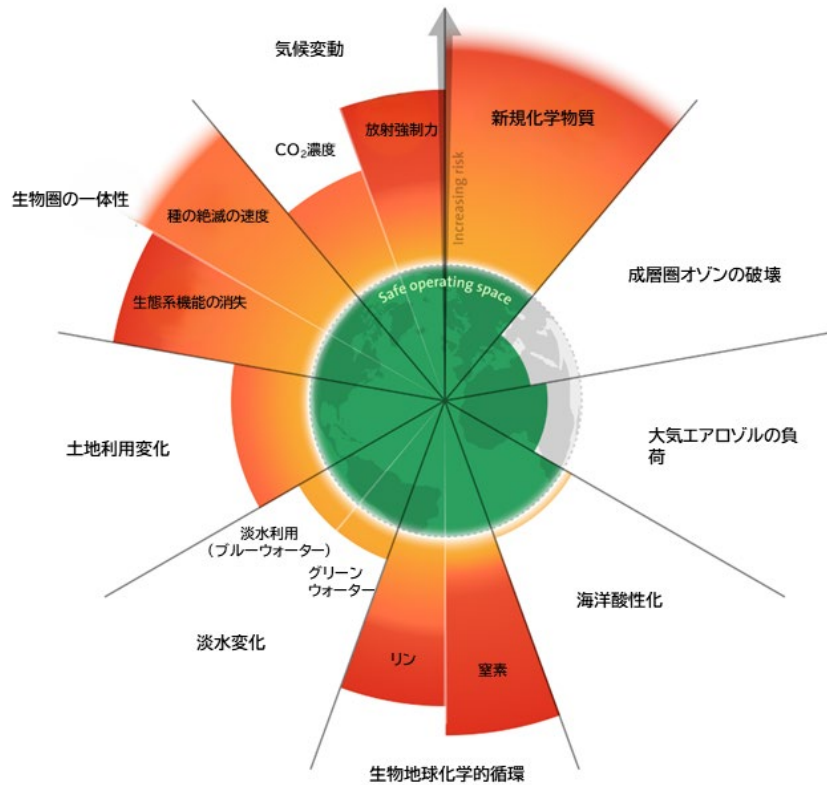 気候変動
新規化学物質
放射強制力
CO₂濃度
Increasing risk
生物圏の一体性
種の絶滅の速度
成層圏オゾンの破壊
Safe operating space
生態系機能の消失
大気エアロゾルの負
荷
土地利用変化
淡水利用
（ブルーウォーター）
グリーン
ウォーター
海洋酸性化
淡水変化
リン
窒素
生物地球化学的循環